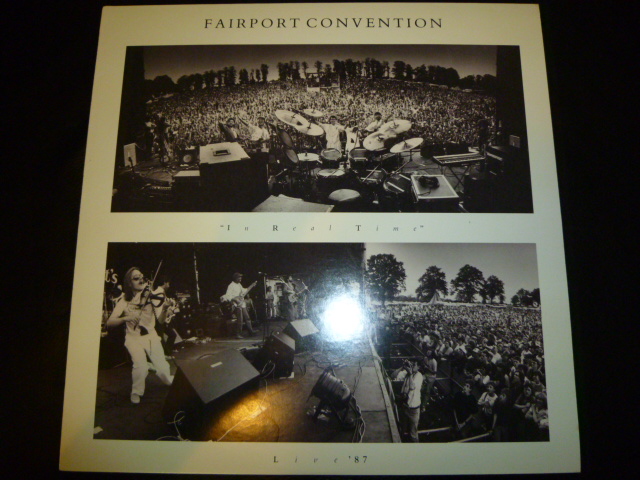 FAIRPORT CONVENTION
"In Real Time"
Live '87